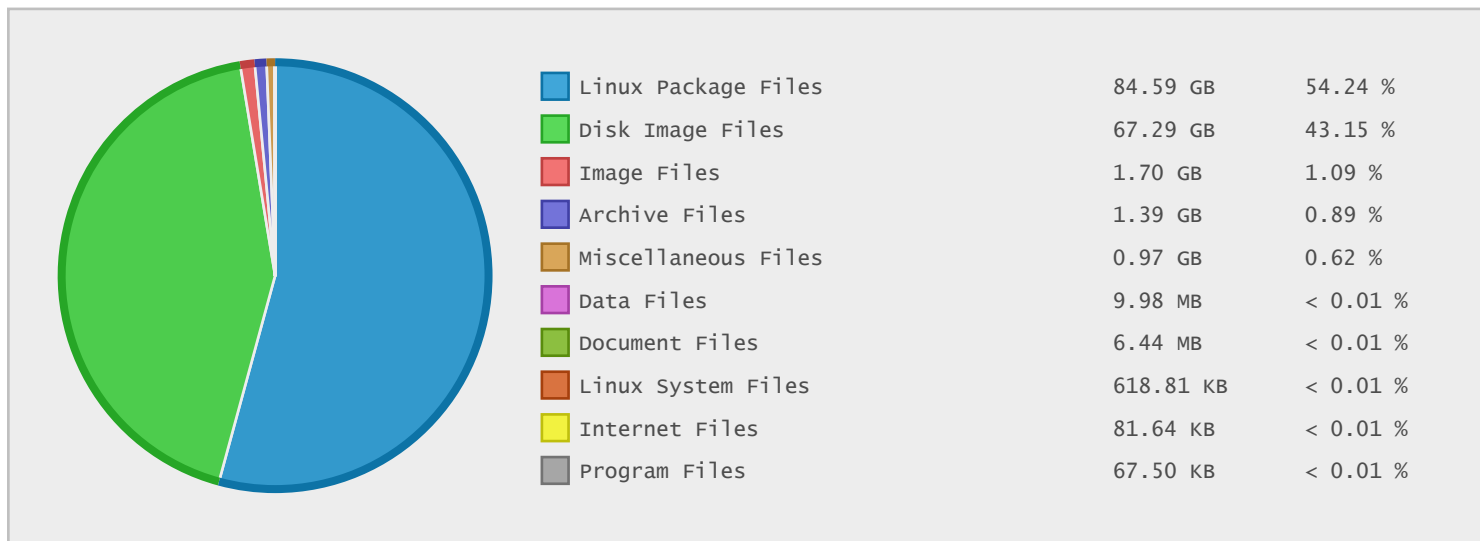 Linux Package Files 84.59 GB 54.24 %
Disk Image Files 67.29 GB 43.15 %
Image Files 1.70 GB 1.09 %
Archive Files 1.39 GB 0.89 %
Miscellaneous Files 0.97 GB 0.62 %
Data Files 9.98 MB < 0.01 %
Document Files 6.44 MB < 0.01 %
Linux System Files 618.81 KB < 0.01 %
Internet Files 81.64 KB < 0.01 %
Program Files 67.50 KB < 0.01 %